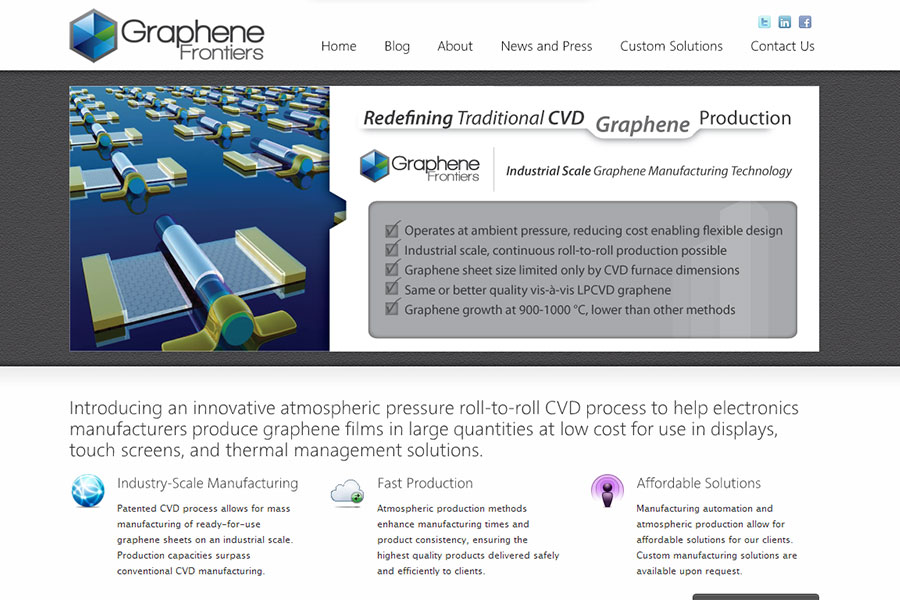 Graphene
Frontiers
Home Blog About News and Press Custom Solutions Contact Us
Redefining Traditional CVD Graphene Production
Graphene
Frontiers
Industrial Scale Graphene Manufacturing Technology
Operates at ambient pressure, reducing cost enabling flexible design
Industrial scale, continuous roll-to-roll production possible
Graphene sheet size limited only by CVD furnace dimensions
Same or better quality vis-à-vis LPCVD graphene
Graphene growth at 900-1000 °C, lower than other methods
Introducing an innovative atmospheric pressure roll-to-roll CVD process to help electronics
manufacturers produce graphene films in large quantities at low cost for use in displays,
touch screens, and thermal management solutions.
Industry-Scale Manufacturing
Patented CVD process allows for mass
manufacturing of ready-for-use
graphene sheets on an industrial scale.
Production capacities surpass
conventional CVD manufacturing.
Fast Production
Atmospheric production methods
enhance manufacturing times and
product consistency, ensuring the
highest quality products delivered safely
and efficiently to clients.
Affordable Solutions
Manufacturing automation and
atmospheric production allow for
affordable solutions for our clients.
Custom manufacturing solutions are
available upon request.